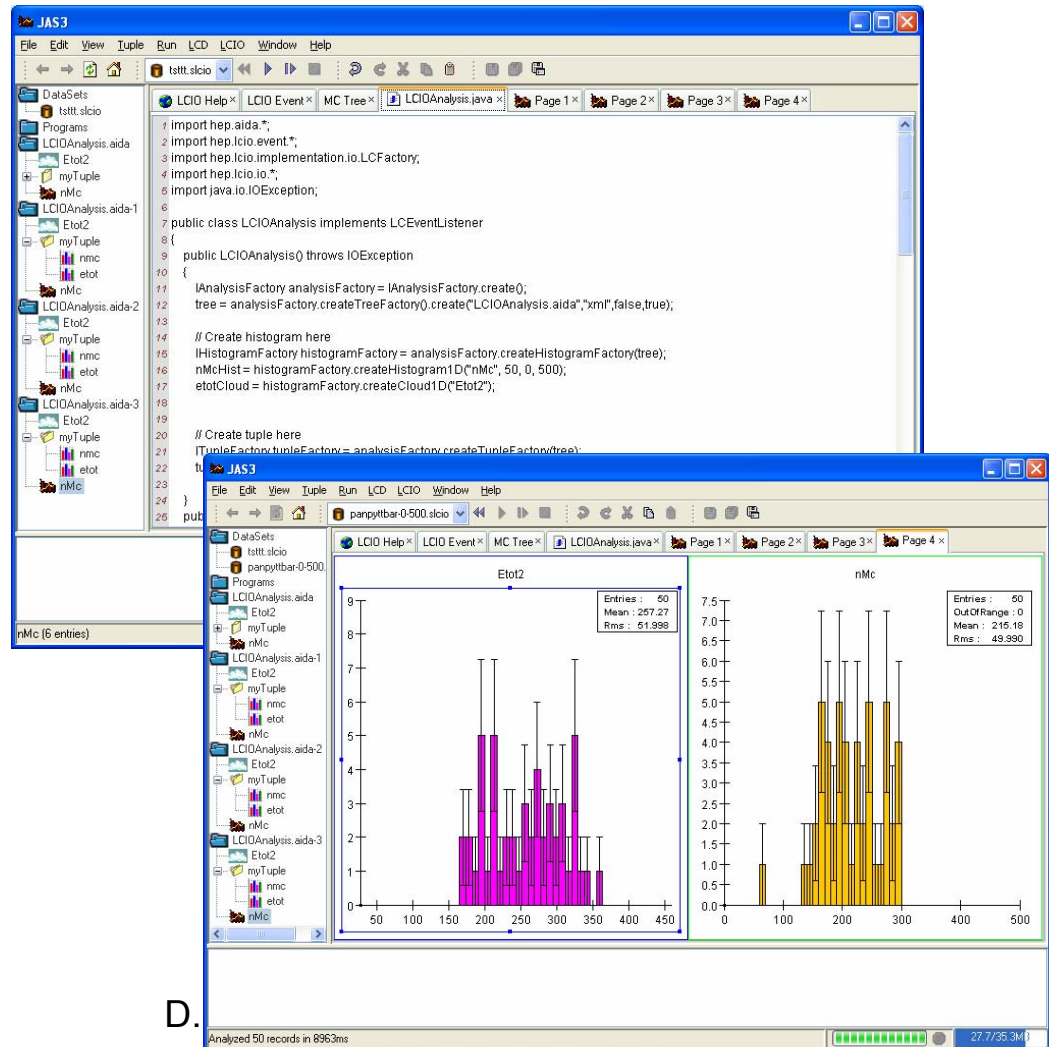 JAS3
File Edit View Tuple Run LCD LCIO Window Help
tsttt.slcio
DataSets
tsttt.slcio
Programs
LCIOAnalysis.aida
Etot2
myTuple
nMc
LCIOAnalysis.aida-1
Etot2
myTuple
nmc
etot
nMc
LCIOAnalysis.aida-2
Etot2
myTuple
nmc
etot
nMc
LCIOAnalysis.aida-3
Etot2
myTuple
nmc
etot
nMc
LCIO Help × LCIO Event × MC Tree × LCIOAnalysis.java × Page 1 × Page 2 × Page 3 × Page 4 ×
1 import hep.aida.*;
2 import hep.lcio.event.*;
3 import hep.lcio.implementation.io.LCFactory;
4 import hep.lcio.io.*;
5 import java.io.IOException;
6
7 public class LCIOAnalysis implements LCEventListener
8 {
9 public LCIOAnalysis() throws IOException
10 {
11 IAnalysisFactory analysisFactory = IAnalysisFactory.create();
12 tree = analysisFactory.createTreeFactory().create("LCIOAnalysis.aida","xml",false,true);
13
14 // Create histogram here
15 IHistogramFactory histogramFactory = analysisFactory.createHistogramFactory(tree);
16 nMcHist = histogramFactory.createHistogram1D("nMc", 50, 0, 500);
17 etotCloud = histogramFactory.createCloud1D("Etot2");
18
19
20 // Create tuple here
21 ITupleFactory tupleFactory = analysisFactory.createTupleFactory(tree);
22 tu
23
24 }
25 pub
nMc (6 entries)
JAS3
File Edit View Tuple Run LCD LCIO Window Help
panpyttbar-0-500.slcio
DataSets
tsttt.slcio
panpyttbar-0-500.
Programs
LCIOAnalysis.aida
Etot2
myTuple
nMc
LCIOAnalysis.aida-1
Etot2
myTuple
nmc
etot
nMc
LCIOAnalysis.aida-2
Etot2
myTuple
nmc
etot
nMc
LCIOAnalysis.aida-3
Etot2
myTuple
nmc
etot
nMc
LCIO Help × LCIO Event × MC Tree × LCIOAnalysis.java × Page 1 × Page 2 × Page 3 × Page 4 ×
Etot2
Entries : 50
Mean : 257.27
Rms : 51.998
9
8
7
6
5
4
3
2
1
0
50 100 150 200 250 300 350 400 450
nMc
Entries : 50
OutOfRange : 0
Mean : 215.18
Rms : 49.990
7.5
7.0
6.5
6.0
5.5
5.0
4.5
4.0
3.5
3.0
2.5
2.0
1.5
1.0
0.5
0.0
0 100 200 300 400 500
D.
Analyzed 50 records in 8963ms
27.7/35.3MB